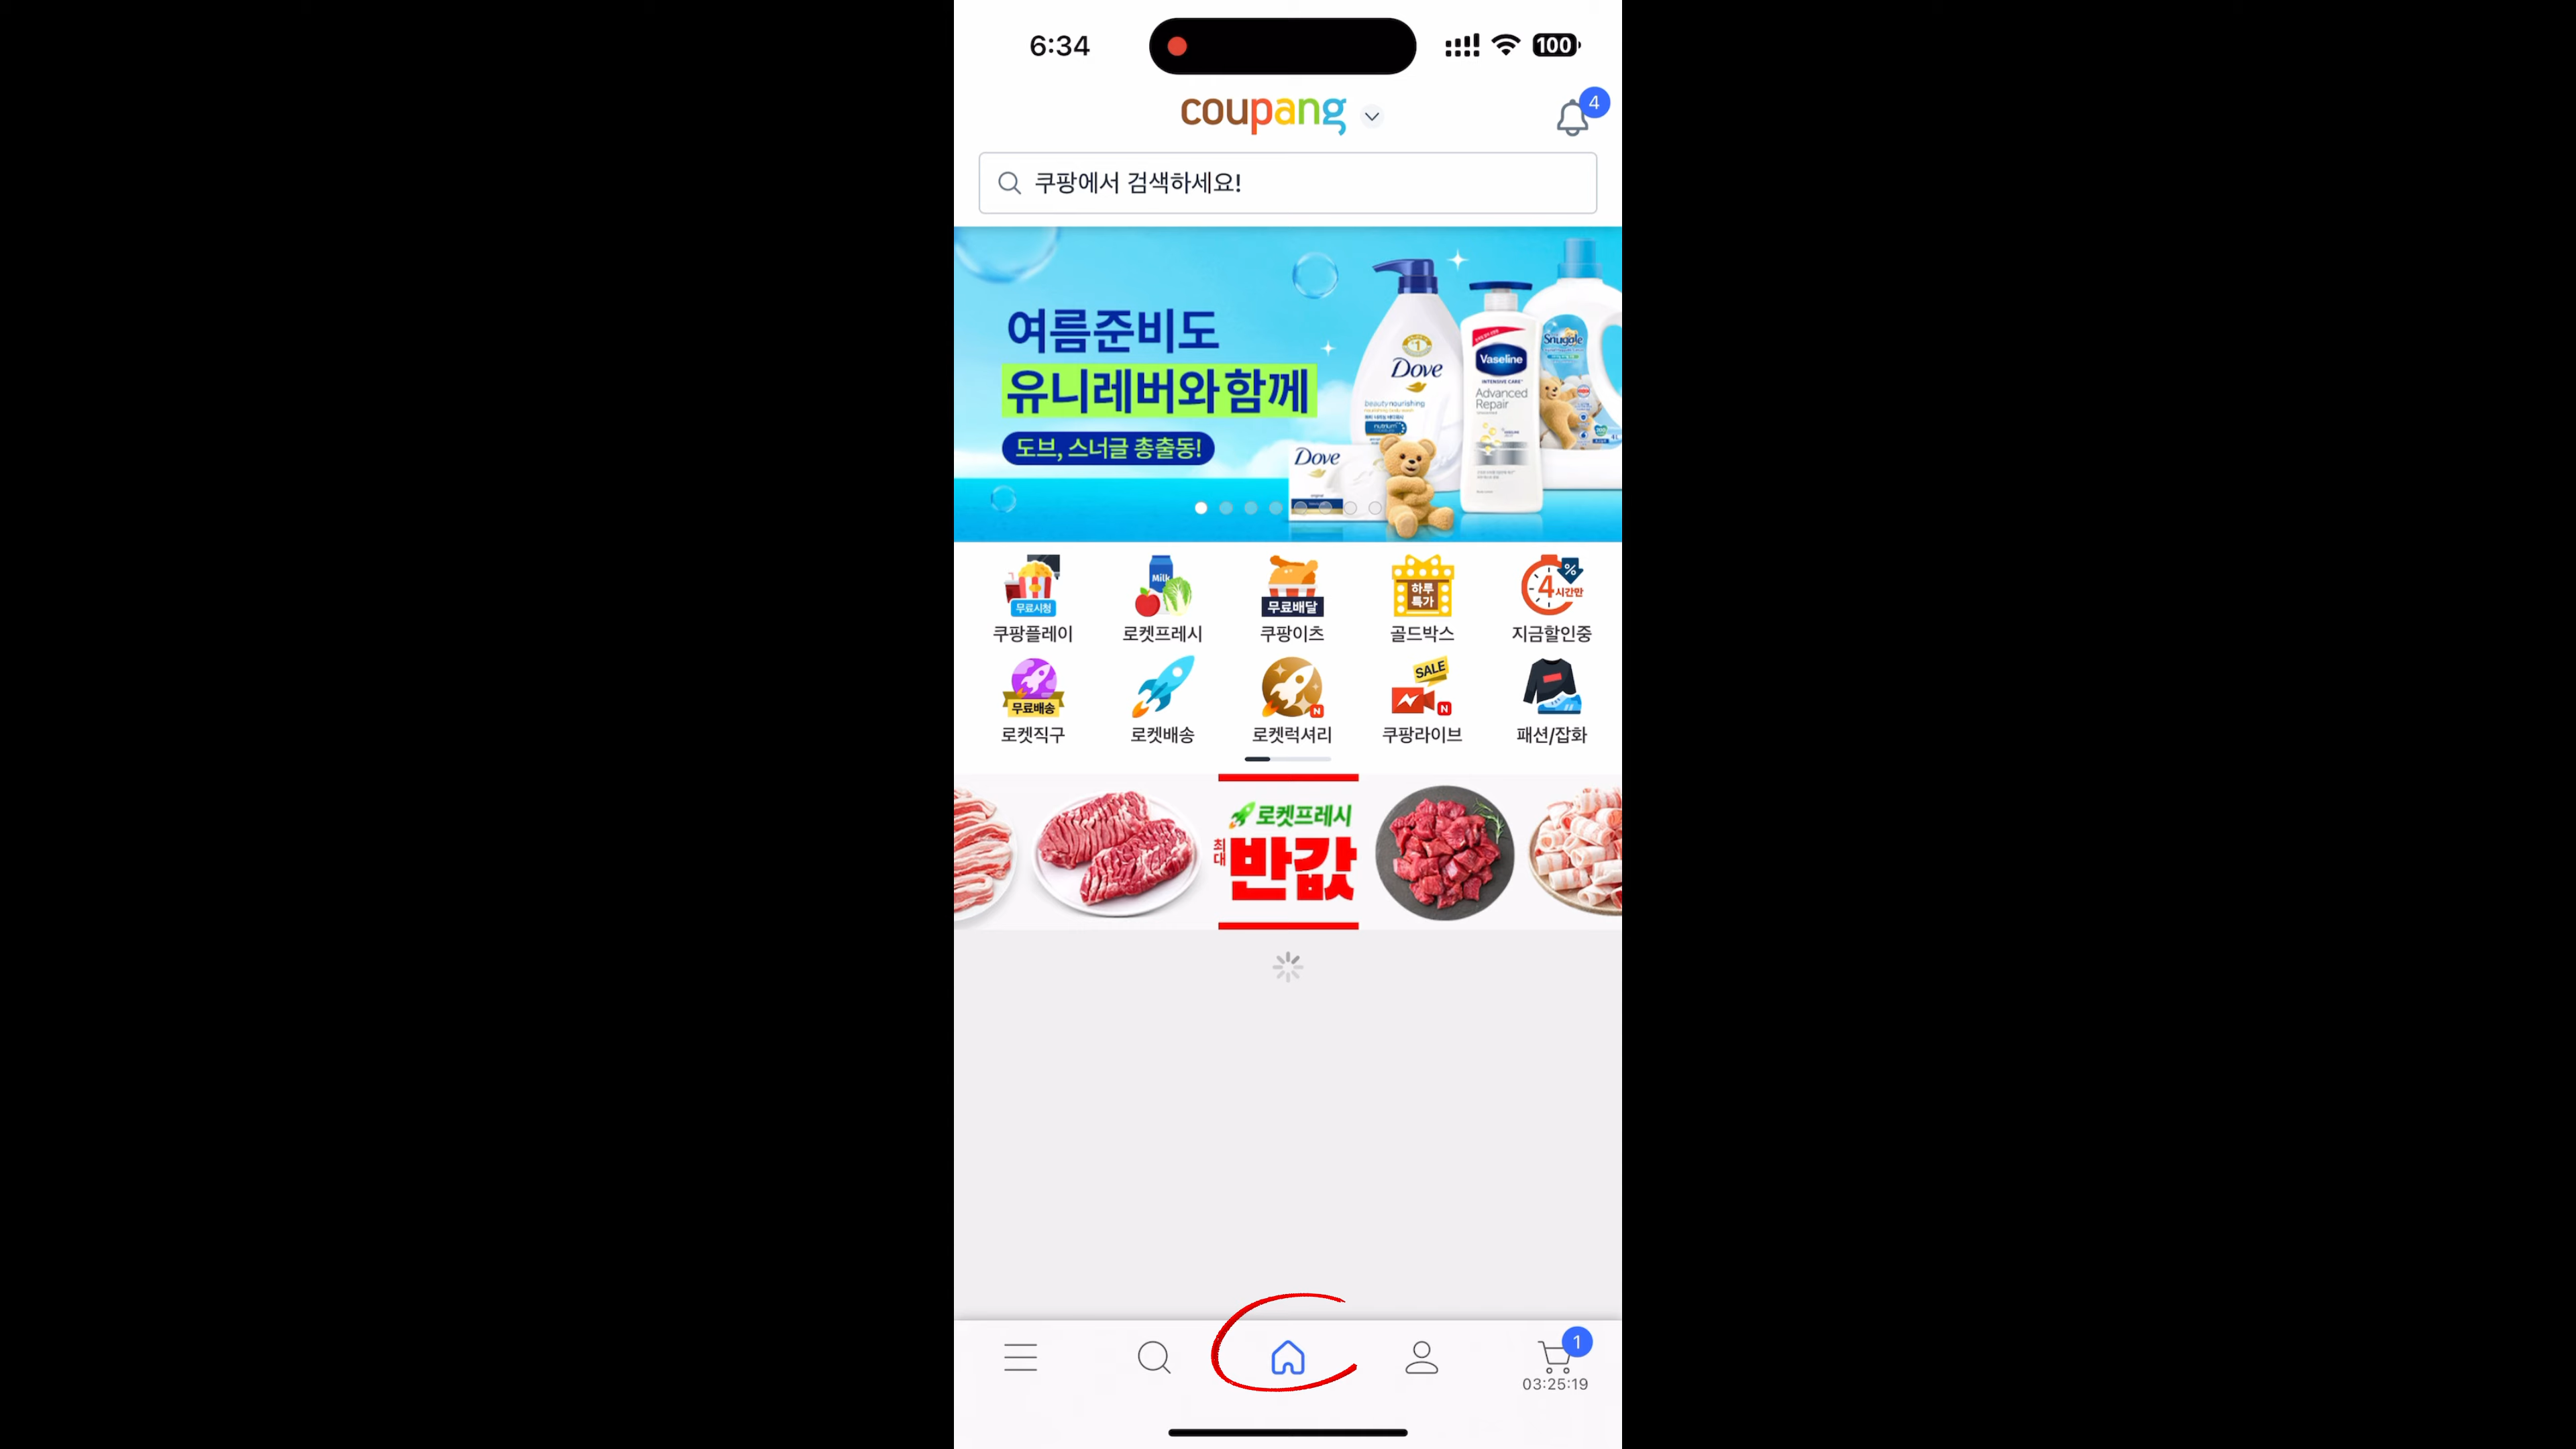 6:34
100
coupang
4
쿠팡에서 검색하세요!
여름준비도
유니레버와 함께
도브, 스너글 총출동!
Dove
beauty nourishing
Dove
Vaseline
INTENSIVE CARE
Advanced
Repair
Snuggle
Milk
무료시청
무료배달
하루
특가
4시간만
%
쿠팡플레이
로켓프레시
쿠팡이츠
골드박스
지금할인중
무료배송
N
SALE
N
로켓직구
로켓배송
로켓럭셔리
쿠팡라이브
패션/잡화
로켓프레시
최대
반값
1
03:25:19